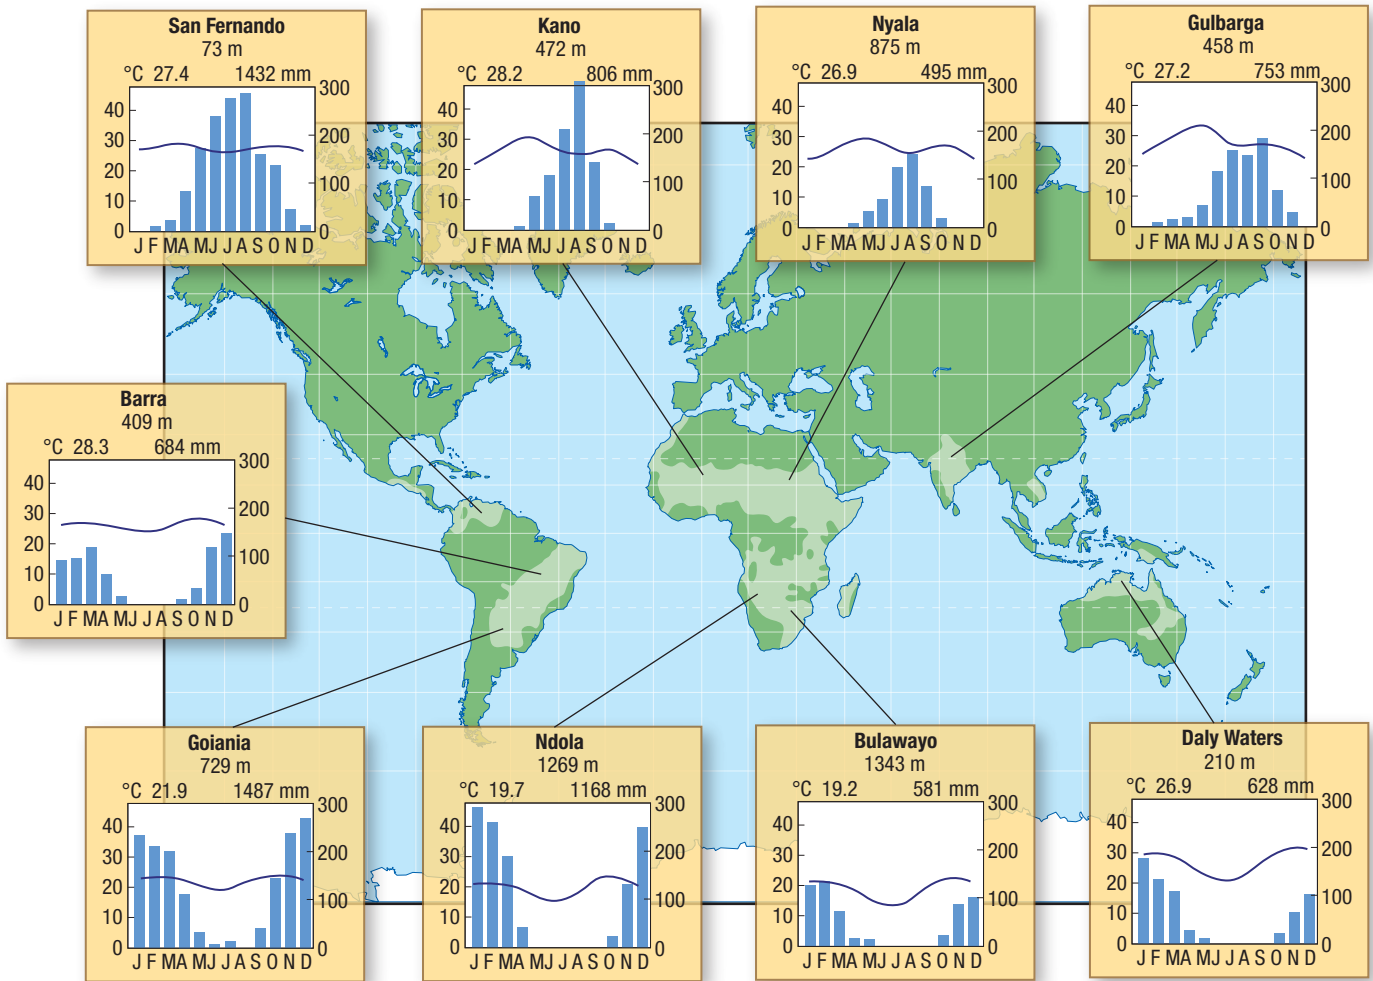 San Fernando
73 m
°C 27.4 1432 mm
300
40
30
200
20
100
10
0
0
J F MA MJ J A S O N D
Kano
472 m
°C 28.2 806 mm
300
40
30
200
20
100
10
0
0
J F MA MJ J A S O N D
Nyala
875 m
°C 26.9 495 mm
300
40
30
200
20
100
10
0
0
J F MA MJ J A S O N D
Gulbarga
458 m
°C 27.2 753 mm
300
40
30
200
20
100
10
0
0
J F MA MJ J A S O N D
Barra
409 m
°C 28.3 684 mm
300
40
30
200
20
100
10
0
0
J F MA MJ J A S O N D
Goiania
729 m
°C 21.9 1487 mm
300
40
30
200
20
100
10
0
0
J F MA MJ J A S O N D
Ndola
1269 m
°C 19.7 1168 mm
300
40
30
200
20
100
10
0
0
J F MA MJ J A S O N D
Bulawayo
1343 m
°C 19.2 581 mm
300
40
30
200
20
100
10
0
0
J F MA MJ J A S O N D
Daly Waters
210 m
°C 26.9 628 mm
300
40
30
200
20
100
10
0
0
J F MA MJ J A S O N D